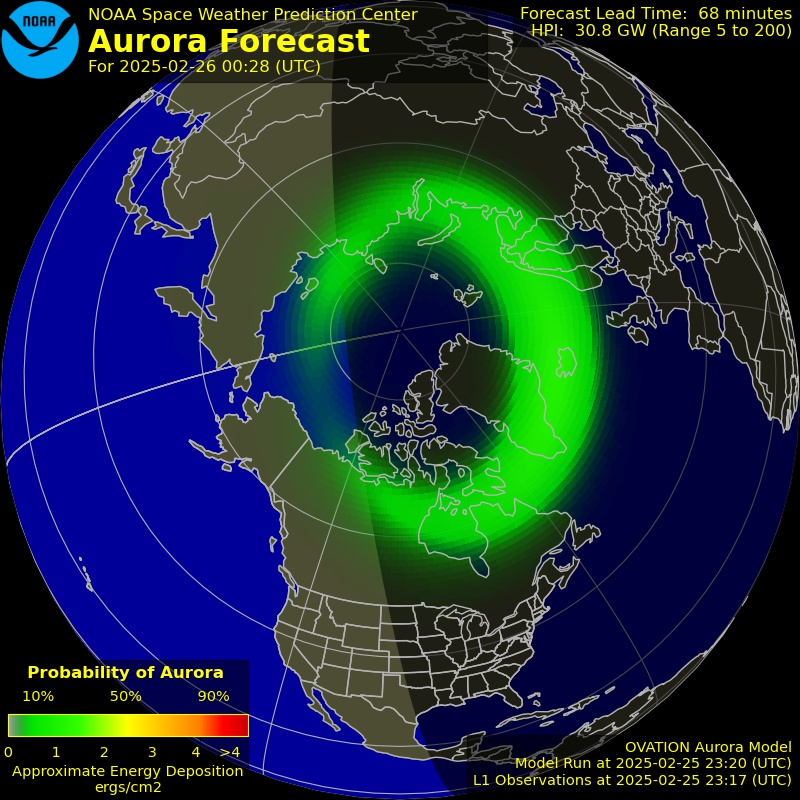 NOAA
NOAA Space Weather Prediction Center
Aurora Forecast
For 2025-02-26 00:28 (UTC)
Forecast Lead Time: 68 minutes
HPI: 30.8 GW (Range 5 to 200)
Probability of Aurora
10% 50% 90%
0 1 2 3 4 >4
Approximate Energy Deposition
ergs/cm2
OVATION Aurora Model
Model Run at 2025-02-25 23:20 (UTC)
L1 Observations at 2025-02-25 23:17 (UTC)